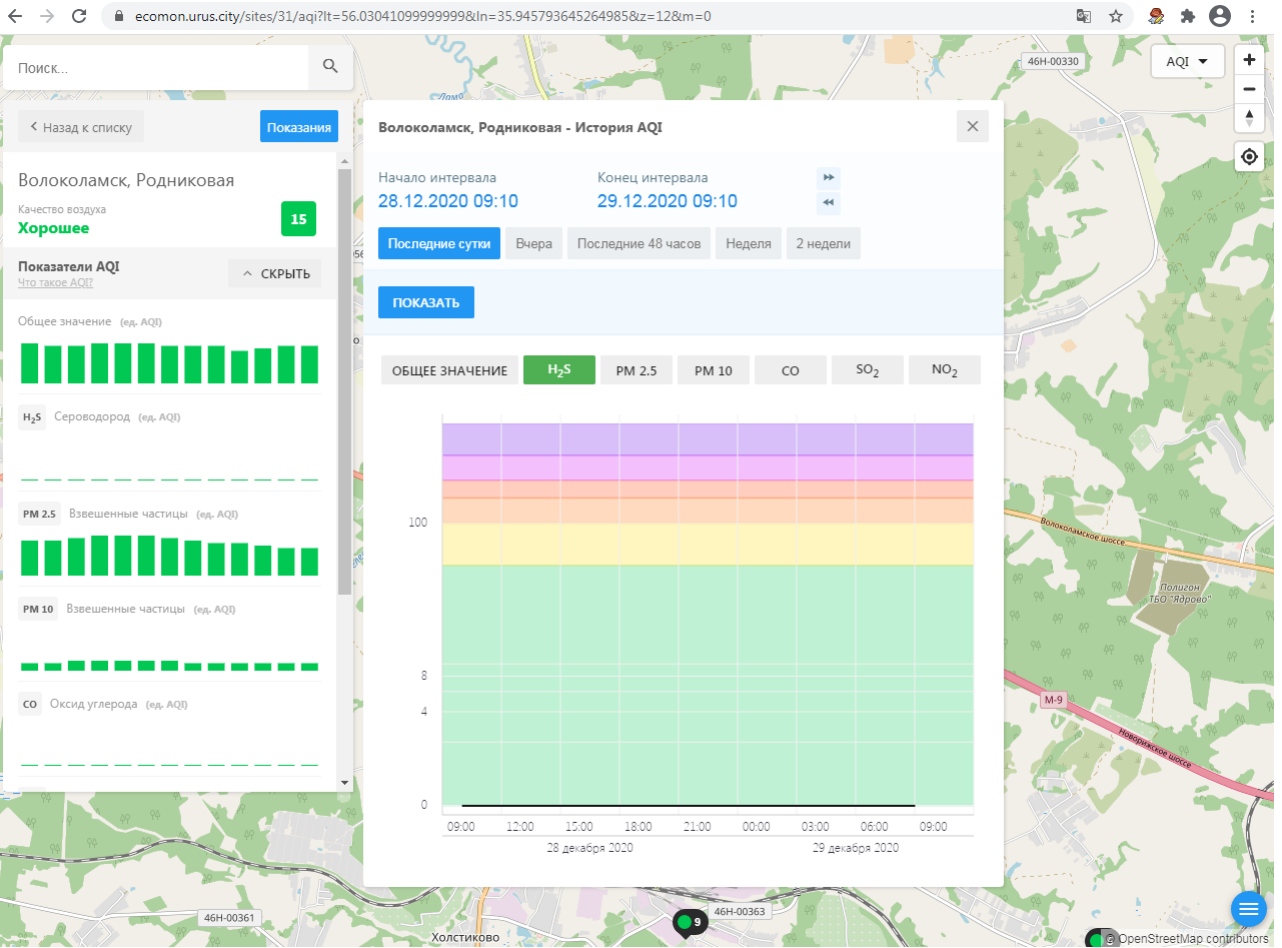 ecomon.urus.city/sites/31/aqi?lt=56.03041099999999&ln=35.945793645264985&z=12&m=0
Поиск...
Лама
46Н-00330
AQI
Назад к списку
Показания
Волоколамск, Родниковая - История AQI
Волоколамск, Родниковая
Качество воздуха
Хорошее
15
Начало интервала
Конец интервала
28.12.2020 09:10
29.12.2020 09:10
Последние сутки
Вчера
Последние 48 часов
Неделя
2 недели
Показатели AQI
Что такое AQI?
СКРЫТЬ
ПОКАЗАТЬ
Общее значение (ед. AQI)
ОБЩЕЕ ЗНАЧЕНИЕ
H2S
PM 2.5
PM 10
CO
SO2
NO2
H2S Сероводород (ед. AQI)
PM 2.5 Взвешенные частицы (ед. AQI)
PM 10 Взвешенные частицы (ед. AQI)
CO Оксид углерода (ед. AQI)
100
8
4
0
09:00
12:00
15:00
18:00
21:00
00:00
03:00
06:00
09:00
28 декабря 2020
29 декабря 2020
Волоколамское шоссе
Полигон
ТБО "Ядрово"
М-9
Новорижское шоссе
46Н-00361
46Н-00363
9
Холстиково
© OpenStreetMap contributors